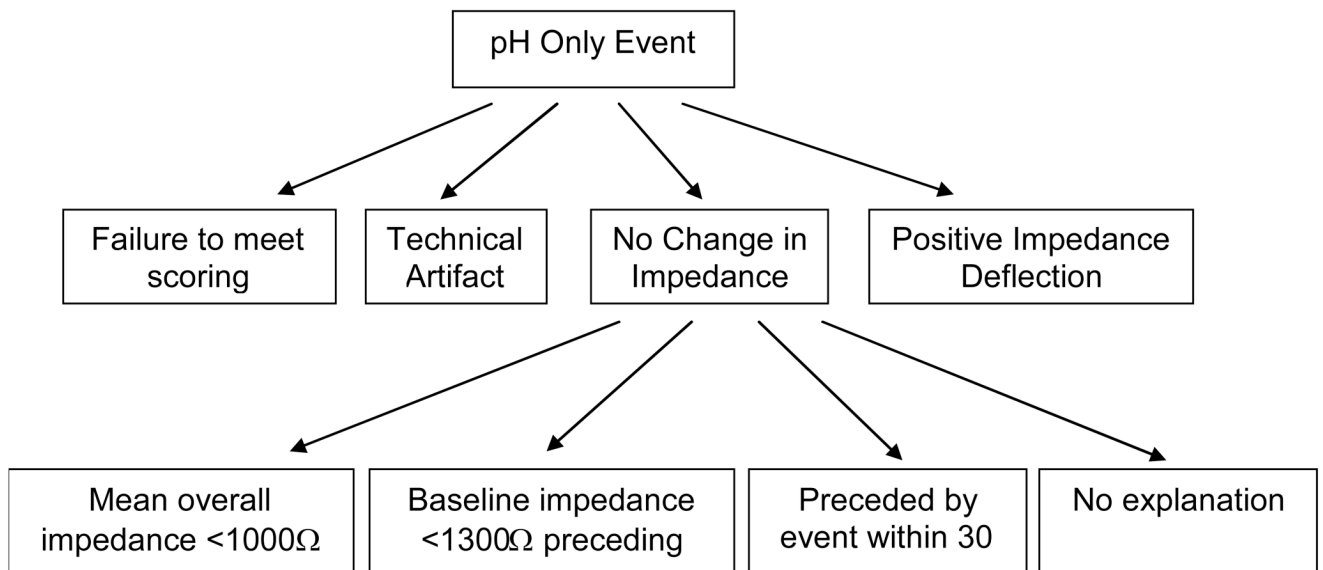 pH Only Event
Failure to meet
scoring
Technical
Artifact
No Change in
Impedance
Positive Impedance
Deflection
Mean overall
impedance <1000Ω
Baseline impedance
<1300Ω preceding
Preceded by
event within 30
No explanation